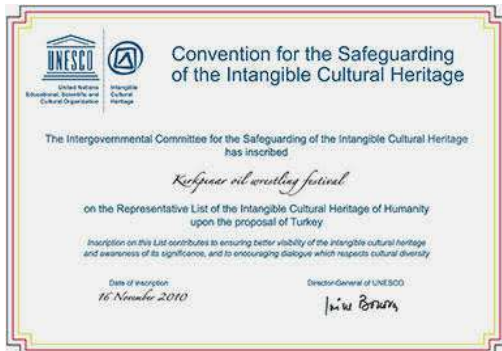 UNESCO
United Nations
Educational, Scientific and
Cultural Organization
Intangible
Cultural
Heritage
Convention for the Safeguarding
of the Intangible Cultural Heritage
The Intergovernmental Committee for the Safeguarding of the Intangible Cultural Heritage
has inscribed
Kırkpınar oil wrestling festival
on the Representative List of the Intangible Cultural Heritage of Humanity
upon the proposal of Turkey
Inscription on this List contributes to ensuring better visibility of the intangible cultural heritage
and awareness of its significance, and to encouraging dialogue which respects cultural diversity
Date of inscription
16 November 2010
Director-General of UNESCO
Irina Bokova